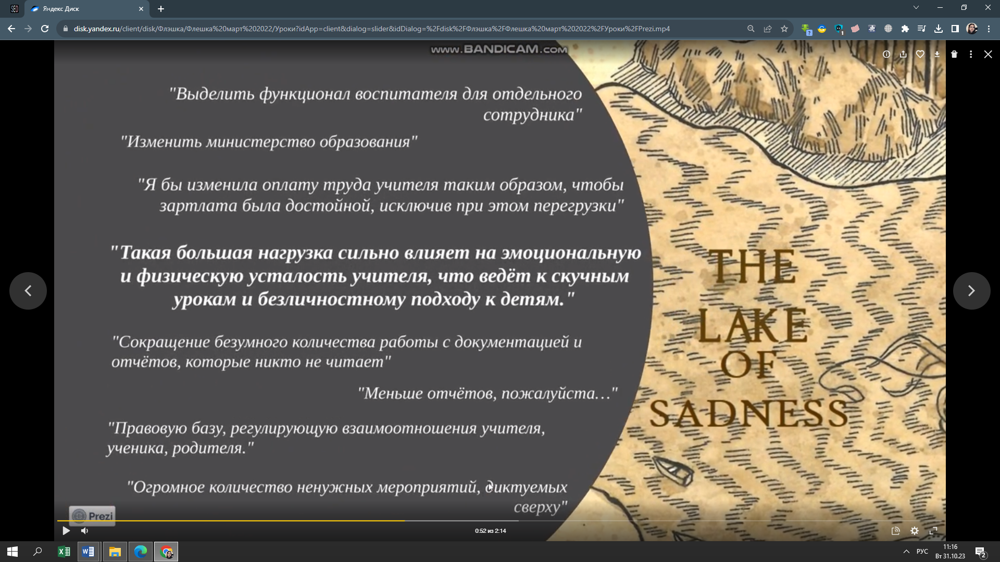 SEO
Яндекс Диск
disk.yandex.ru/client/disk/Флэшка/Флешка%20март%202022/Уроки?idApp=client&dialog=slider&idDialog=%2Fdisk%2FФлэшка%2FФлешка%20март%202022%2FУроки%2FPrezi.mp4
?
1
www.BANDICAM.com
"Выделить функционал воспитателя для отдельного
сотрудника"
"Изменить министерство образования"
"Я бы изменила оплату труда учителя таким образом, чтобы
зартлата была достойной, исключив при этом перегрузки"
"Такая большая нагрузка сильно влияет на эмоциональную
и физическую усталость учителя, что ведёт к скучным
урокам и безличностному подходу к детям."
"Сокращение безумного количества работы с документацией и
отчётов, которые никто не читает"
"Меньше отчётов, пожалуйста…"
"Правовую базу, регулирующую взаимоотношения учителя,
ученика, родителя."
"Огромное количество ненужных мероприятий, диктуемых
сверху"
THE
LAKE
OF
SADNESS
Prezi
0:52 из 2:14
РУС
11:16
Вт 31.10.23
2